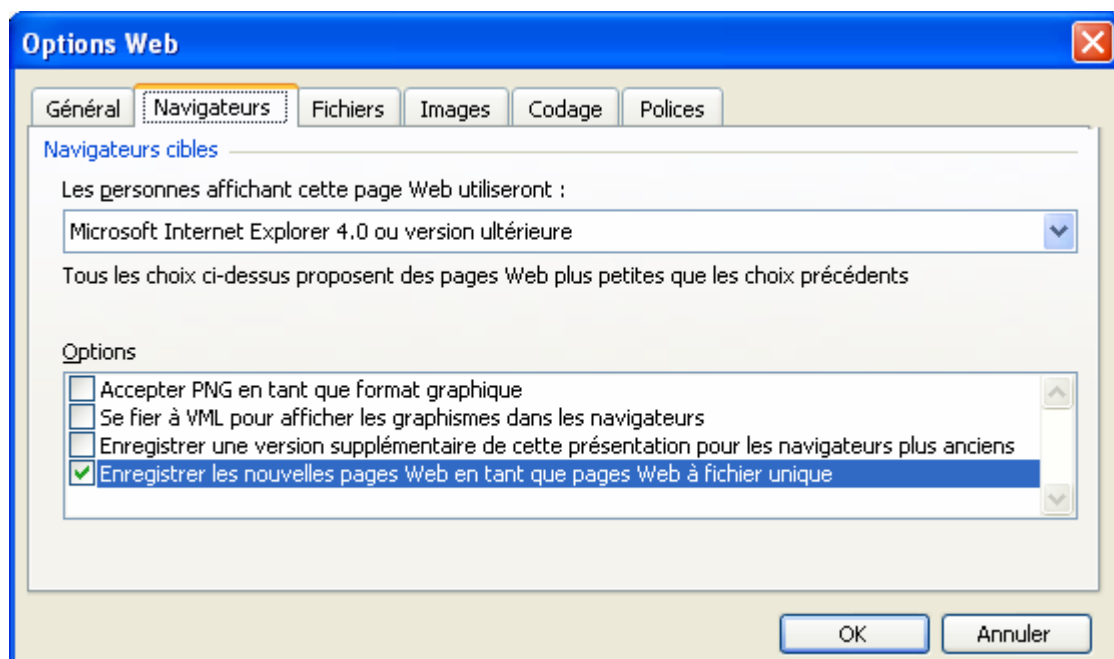 Options Web
Général Navigateurs Fichiers Images Codage Polices
Navigateurs cibles
Les personnes affichant cette page Web utiliseront :
Microsoft Internet Explorer 4.0 ou version ultérieure
Tous les choix ci-dessus proposent des pages Web plus petites que les choix précédents
Options
Accepter PNG en tant que format graphique
Se fier à VML pour afficher les graphismes dans les navigateurs
Enregistrer une version supplémentaire de cette présentation pour les navigateurs plus anciens
Enregistrer les nouvelles pages Web en tant que pages Web à fichier unique
OK Annuler